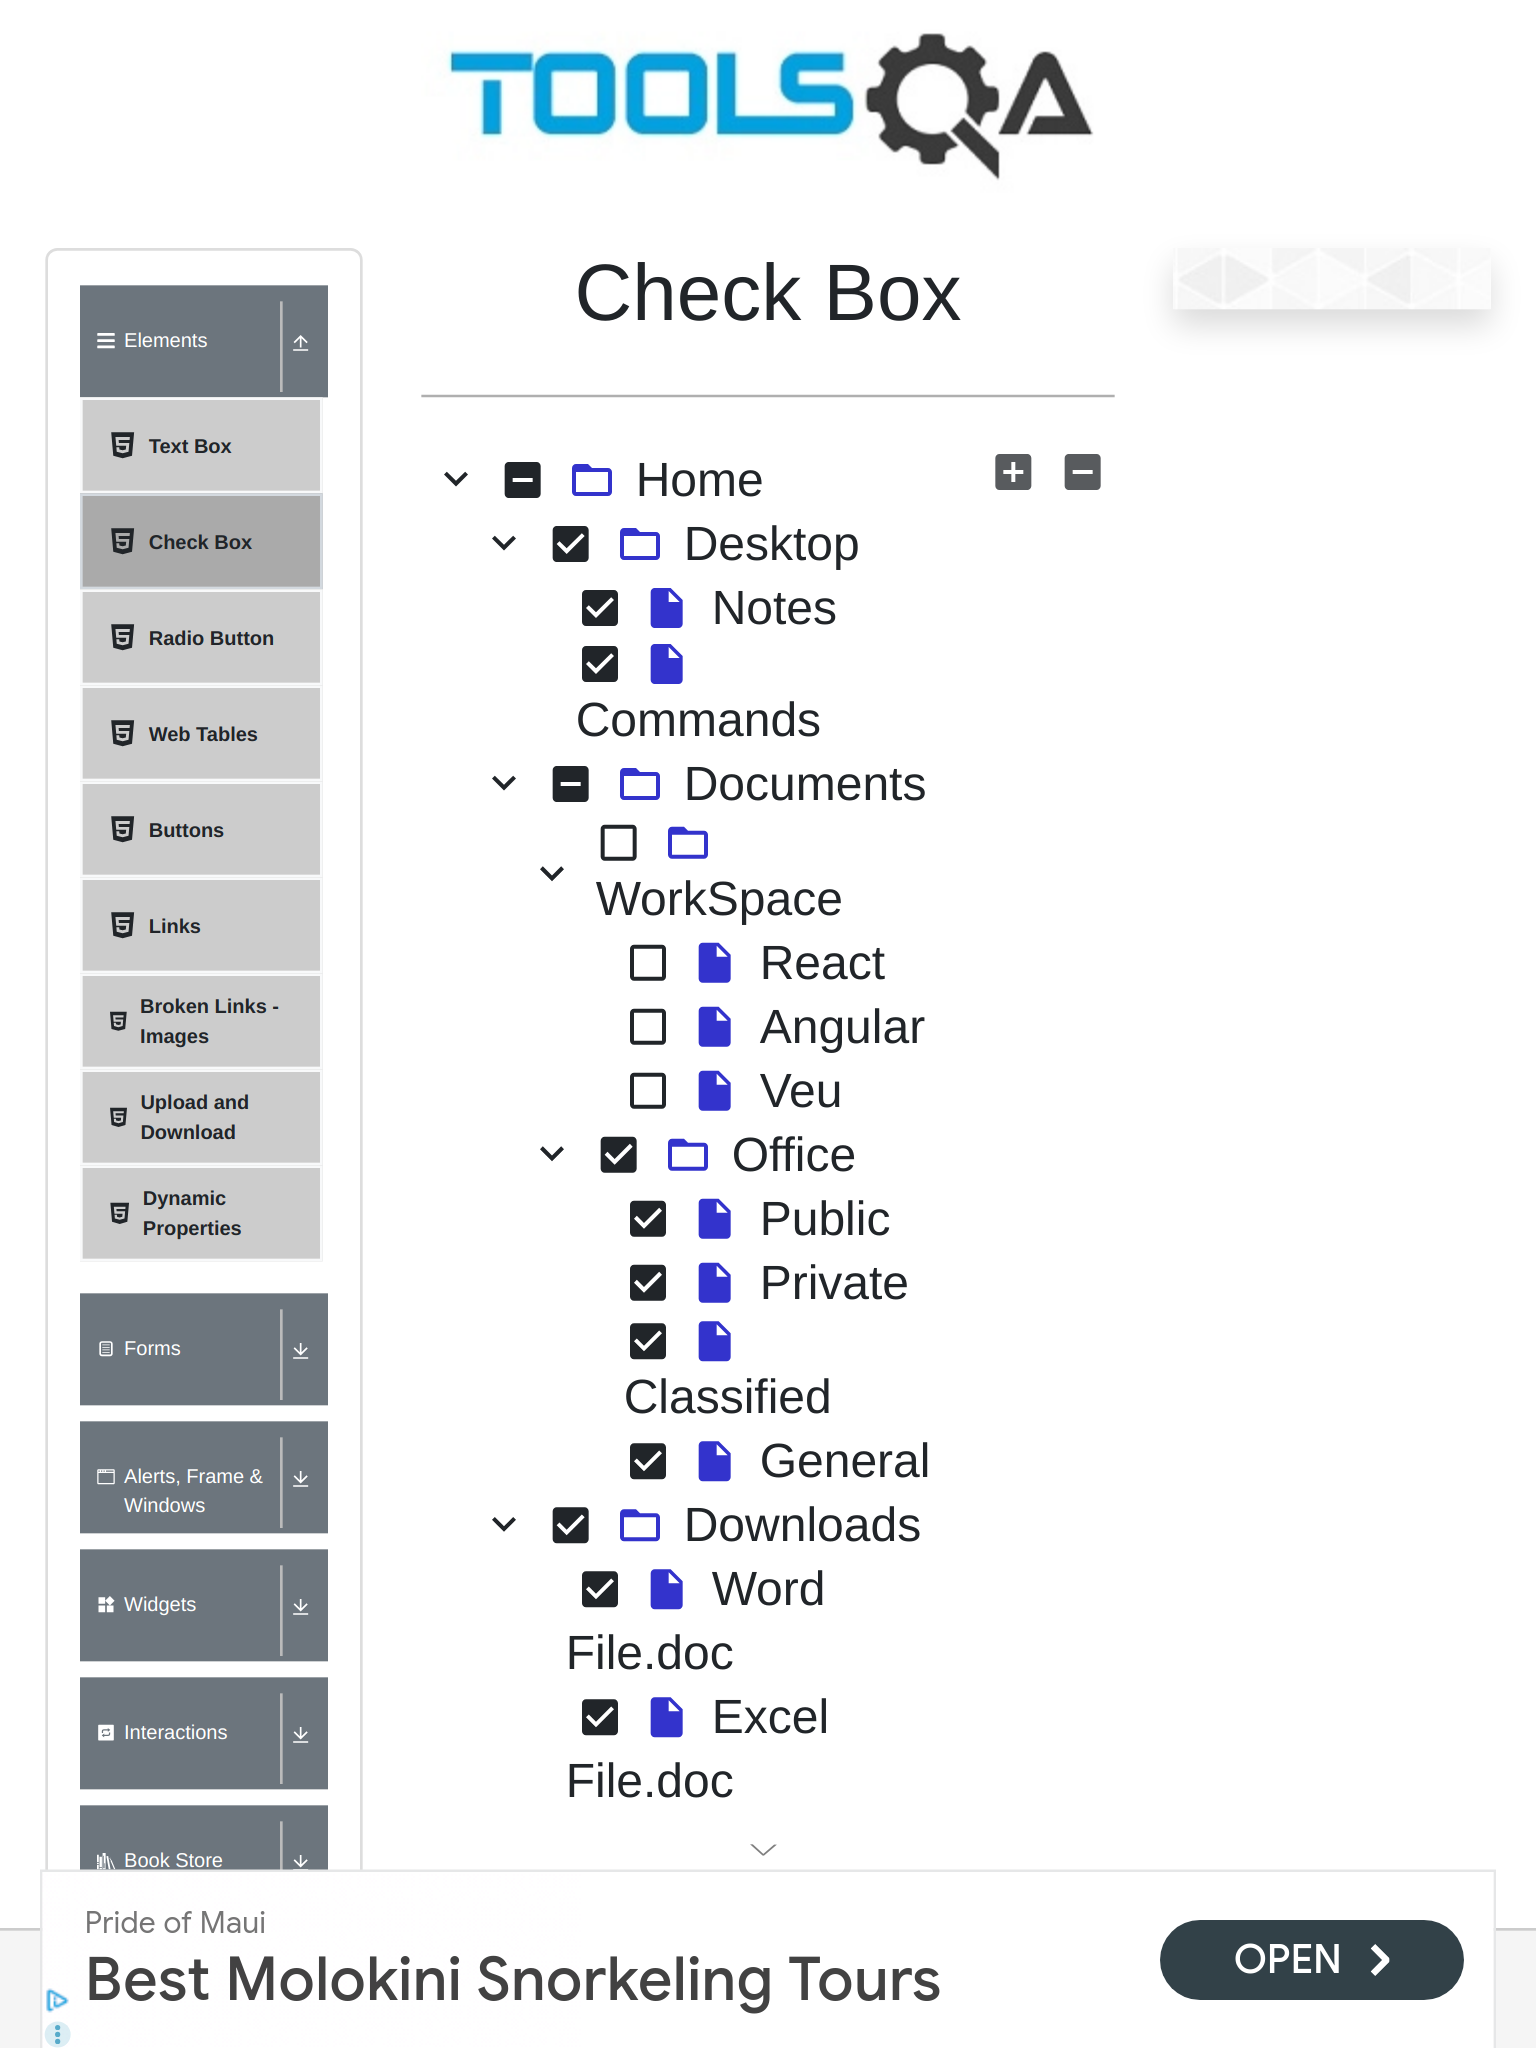 TOOLSQA
Elements
Text Box
Check Box
Radio Button
Web Tables
Buttons
Links
Broken Links -
Images
Upload and
Download
Dynamic
Properties
Forms
Alerts, Frame &
Windows
Widgets
Interactions
Book Store
Check Box
Home
Desktop
Notes
Commands
Documents
WorkSpace
React
Angular
Veu
Office
Public
Private
Classified
General
Downloads
Word
File.doc
Excel
File.doc
Pride of Maui
Best Molokini Snorkeling Tours
OPEN